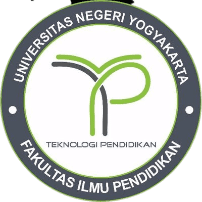 UNIVERSITAS NEGERI YOGYAKARTA
TEKNOLOGI PENDIDIKAN
FAKULTAS ILMU PENDIDIKAN